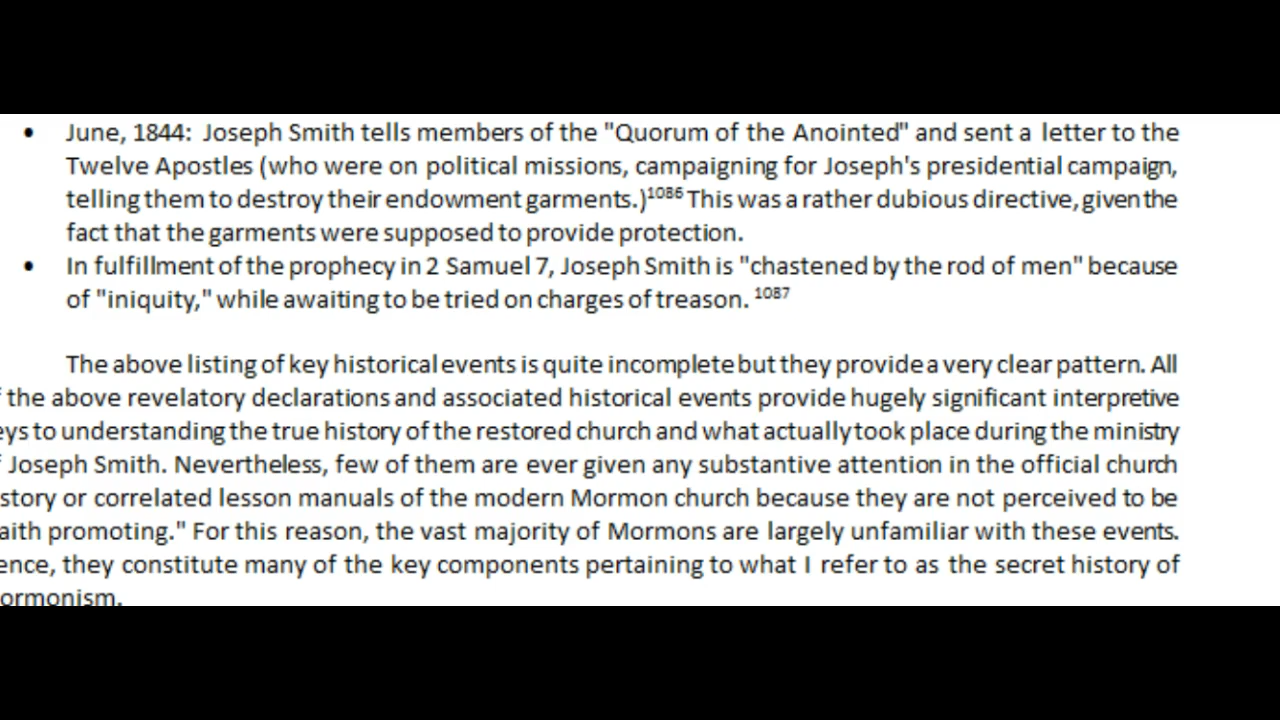 • June, 1844: Joseph Smith tells members of the "Quorum of the Anointed" and sent a letter to the
Twelve Apostles (who were on political missions, campaigning for Joseph's presidential campaign,
telling them to destroy their endowment garments.)1086 This was a rather dubious directive, given the
fact that the garments were supposed to provide protection.
• In fulfillment of the prophecy in 2 Samuel 7, Joseph Smith is "chastened by the rod of men" because
of "iniquity," while awaiting to be tried on charges of treason. 1087
The above listing of key historical events is quite incomplete but they provide a very clear pattern. All
the above revelatory declarations and associated historical events provide hugely significant interpretive
eys to understanding the true history of the restored church and what actually took place during the ministry
Joseph Smith. Nevertheless, few of them are ever given any substantive attention in the official church
story or correlated lesson manuals of the modern Mormon church because they are not perceived to be
aith promoting." For this reason, the vast majority of Mormons are largely unfamiliar with these events.
ence, they constitute many of the key components pertaining to what I refer to as the secret history of
ormonism.